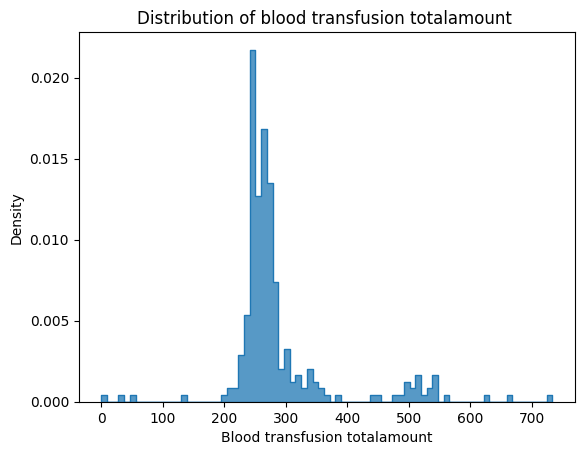 Distribution of blood transfusion totalamount
0.020
0.015
0.010
0.005
0.000
Density
0 100 200 300 400 500 600 700
Blood transfusion totalamount